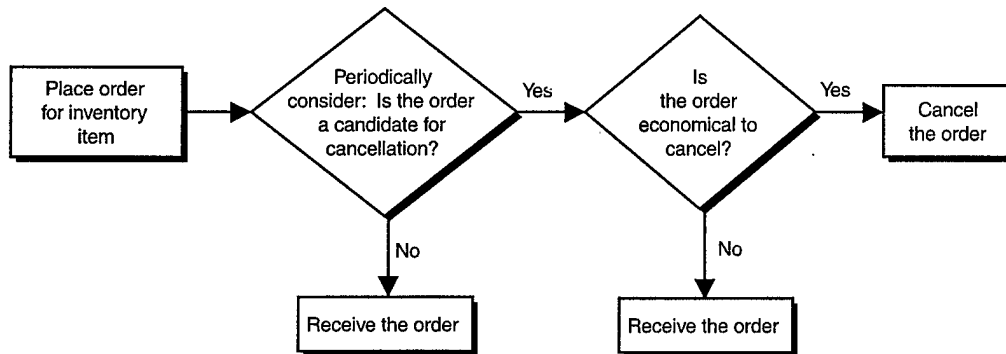 Place order
for inventory
item
Periodically
consider: Is the order
a candidate for
cancellation?
Yes
Is
the order
economical to
cancel?
Yes
Cancel
the order
No
Receive the order
No
Receive the order